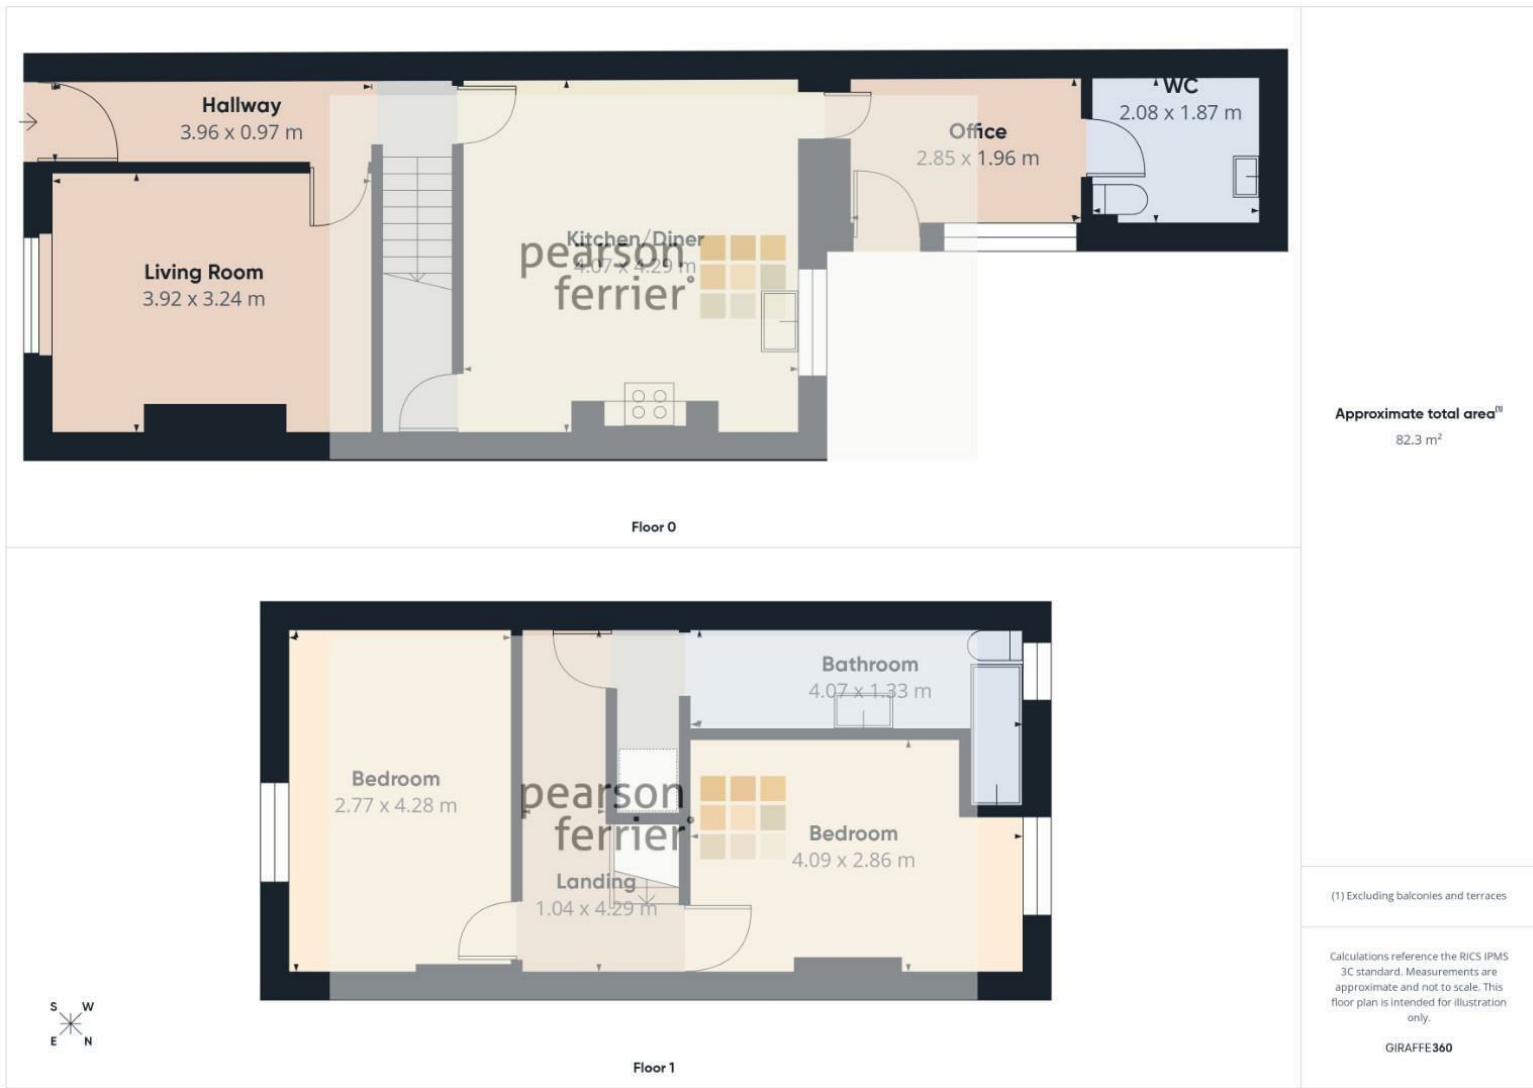 Hallway
3.96 x 0.97 m
WC
2.08 x 1.87 m
Office
2.85 x 1.96 m
Kitchen/Diner
4.07 x 4.29 m
pearson
ferrier
Living Room
3.92 x 3.24 m
Floor 0
Approximate total area(1)
82.3 m²
Bathroom
4.07 x 1.33 m
Bedroom
2.77 x 4.28 m
pearson
ferrier
Bedroom
4.09 x 2.86 m
Landing
1.04 x 4.29 m
S W
E N
Floor 1
(1) Excluding balconies and terraces
Calculations reference the RICS IPMS
3C standard. Measurements are
approximate and not to scale. This
floor plan is intended for illustration
only.
GIRAFFE360